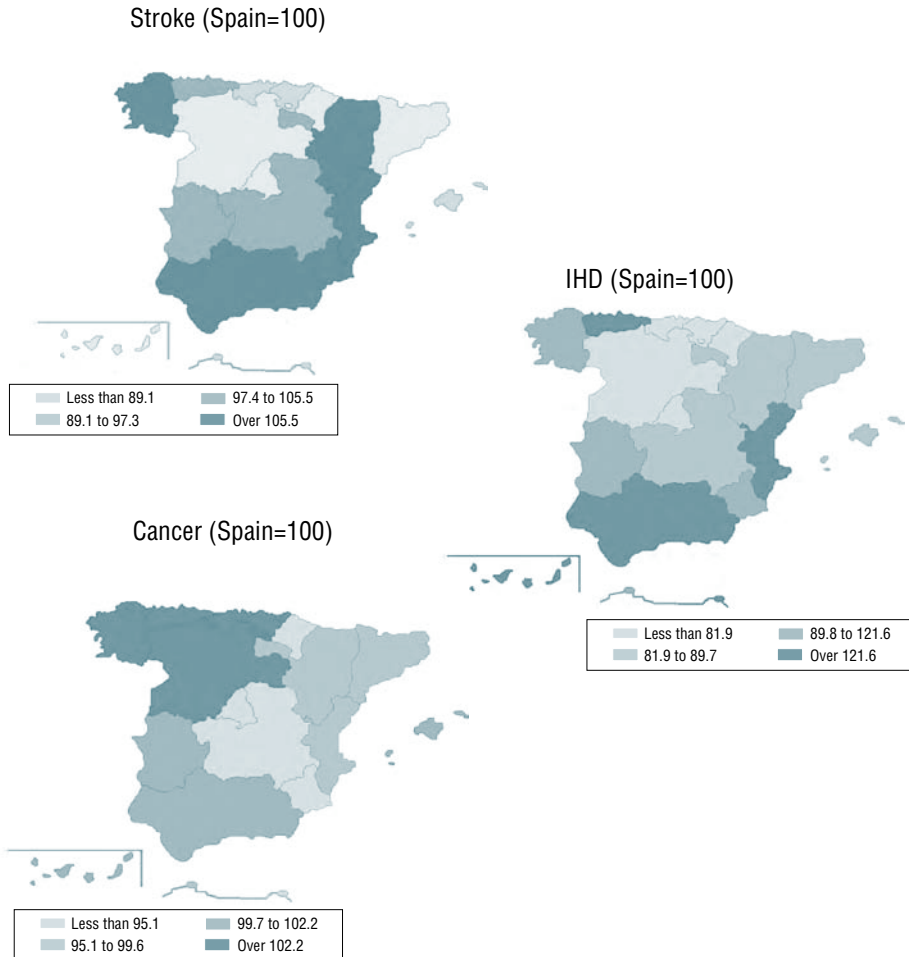 Stroke (Spain=100)
Less than 89.1 97.4 to 105.5
89.1 to 97.3 Over 105.5
IHD (Spain=100)
Less than 81.9 89.8 to 121.6
81.9 to 89.7 Over 121.6
Cancer (Spain=100)
Less than 95.1 99.7 to 102.2
95.1 to 99.6 Over 102.2